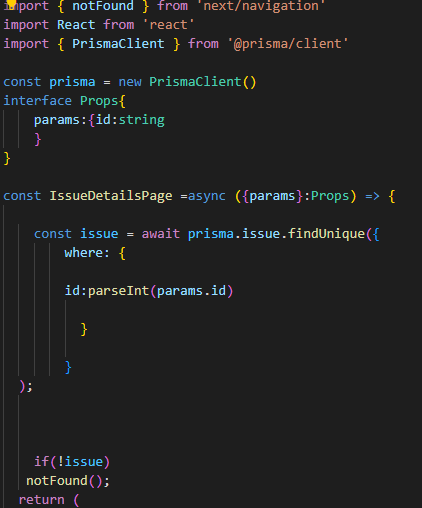 import { notFound } from 'next/navigation'
import React from 'react'
import { PrismaClient } from '@prisma/client'
const prisma = new PrismaClient()
interface Props{
params:{id:string
}
}
const IssueDetailsPage =async ({params}:Props) => {
const issue = await prisma.issue.findUnique({
where: {
id:parseInt(params.id)
}
}
);
if(!issue)
notFound();
return (